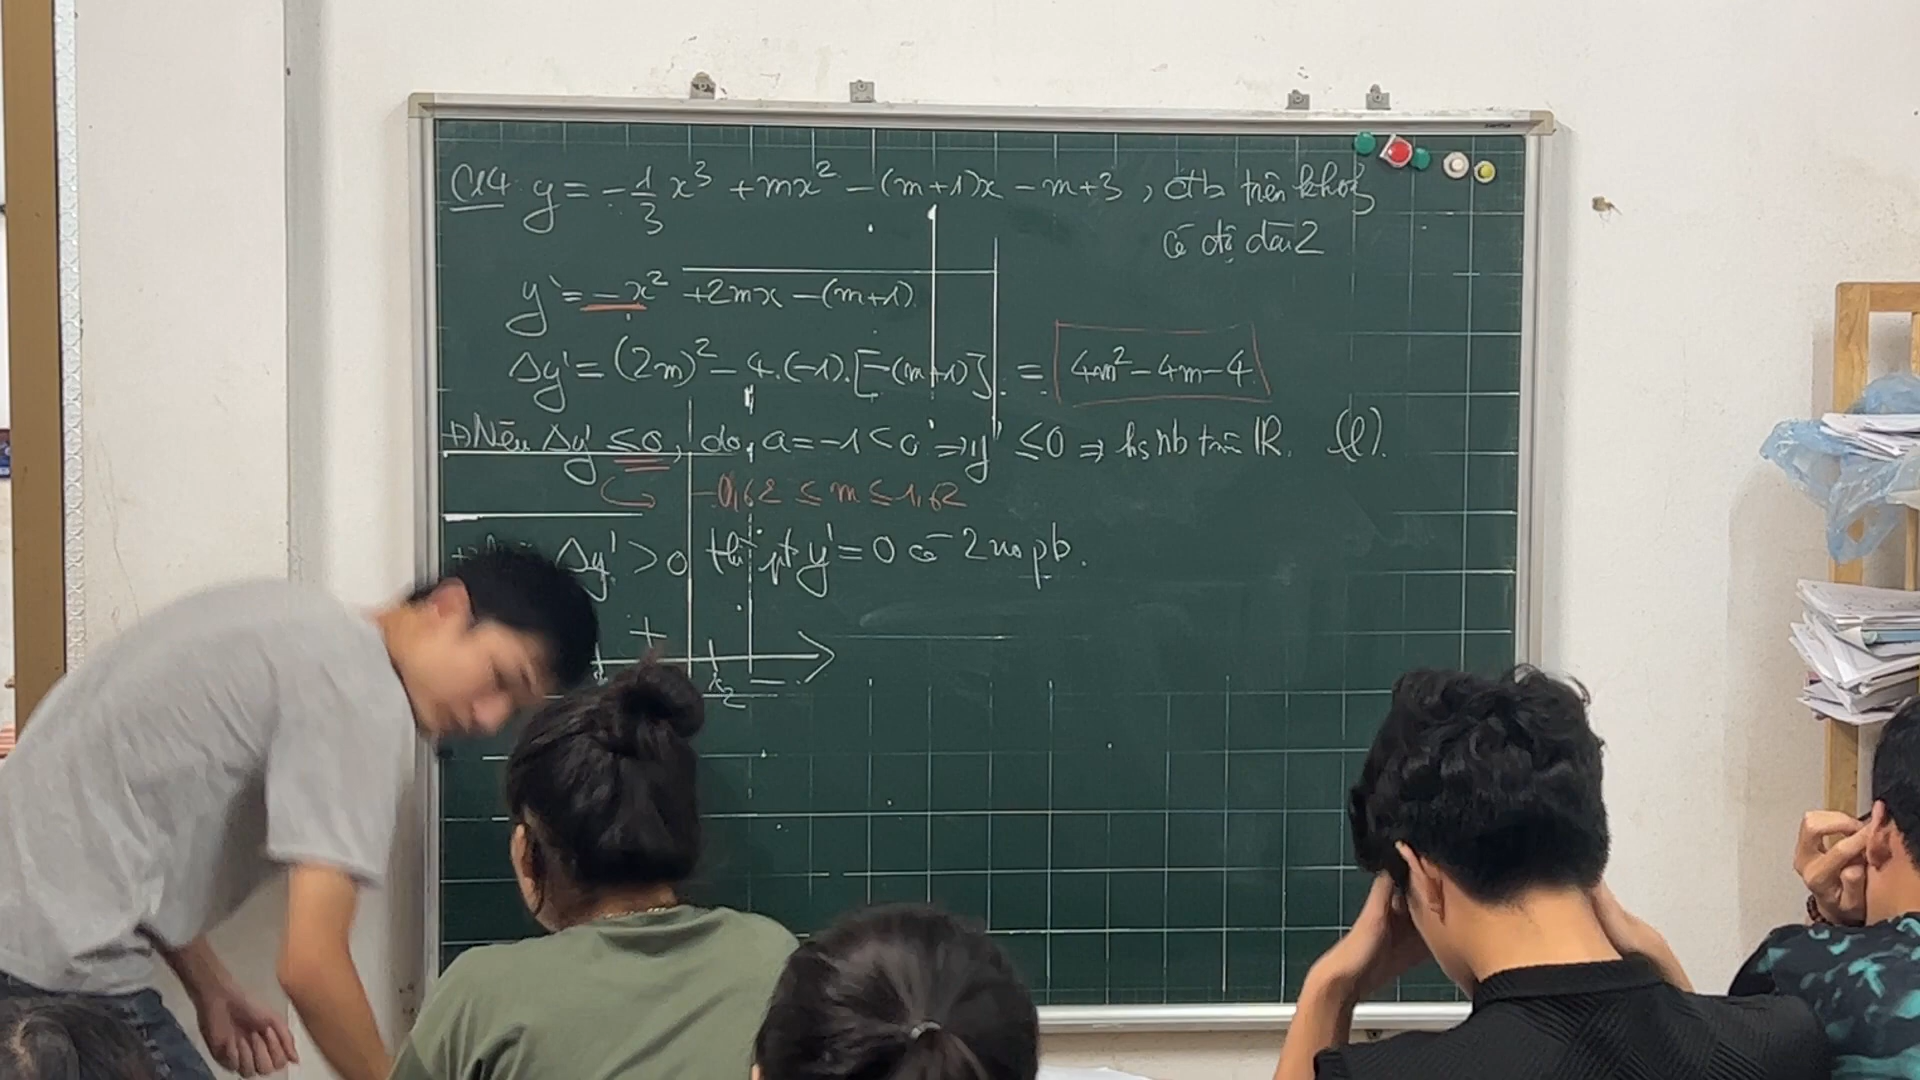 C14 y = -1/3 x³ + mx² - (m+1)x - m+3, đb trên khoảng
có độ dài 2
y' = -x² + 2mx - (m+1)
Δy' = (2m)² - 4.(-1).[-(m+1)] = 4m² - 4m - 4
+) Nếu Δy' ≤ 0, do a = -1 < 0 ⇒ y' ≤ 0 ⇒ hs nb trên ℝ. (l).
↪ -0,62 ≤ m ≤ 1,62
Δy' > 0 thì pt y' = 0 có 2 no pb.
+
x₂ -